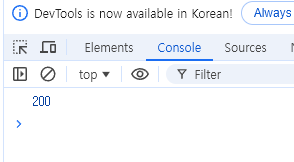 DevTools is now available in Korean!
Always
Elements
Console
Sources
top
Filter
200